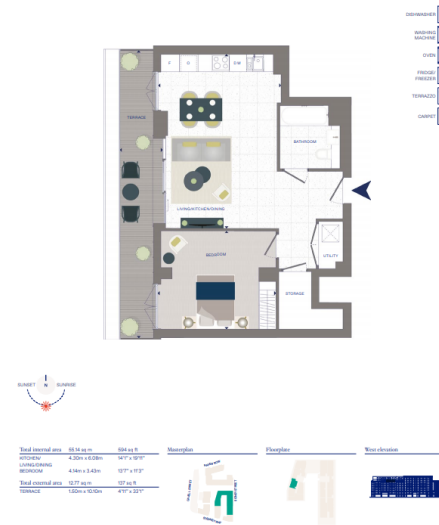 DISHWASHER
WASHING
MACHINE
OVEN
FRIDGE/
FREEZER
TERRAZZO
CARPET
F
O
DW
TERRACE
BATHROOM
LIVING/KITCHEN/DINING
BEDROOM
UTILITY
STORAGE
SUNSET N SUNRISE
Total internal area 55.14 sq m 594 sq ft
KITCHEN/ 4.30m x 6.08m 14'1" x 19'11"
LIVING/DINING
BEDROOM 4.14m x 3.43m 13'7" x 11'3"
Total external area 12.77 sq m 137 sq ft
TERRACE 1.50m x 10.10m 4'11" x 33'1"
Masterplan
Floorplate
West elevation